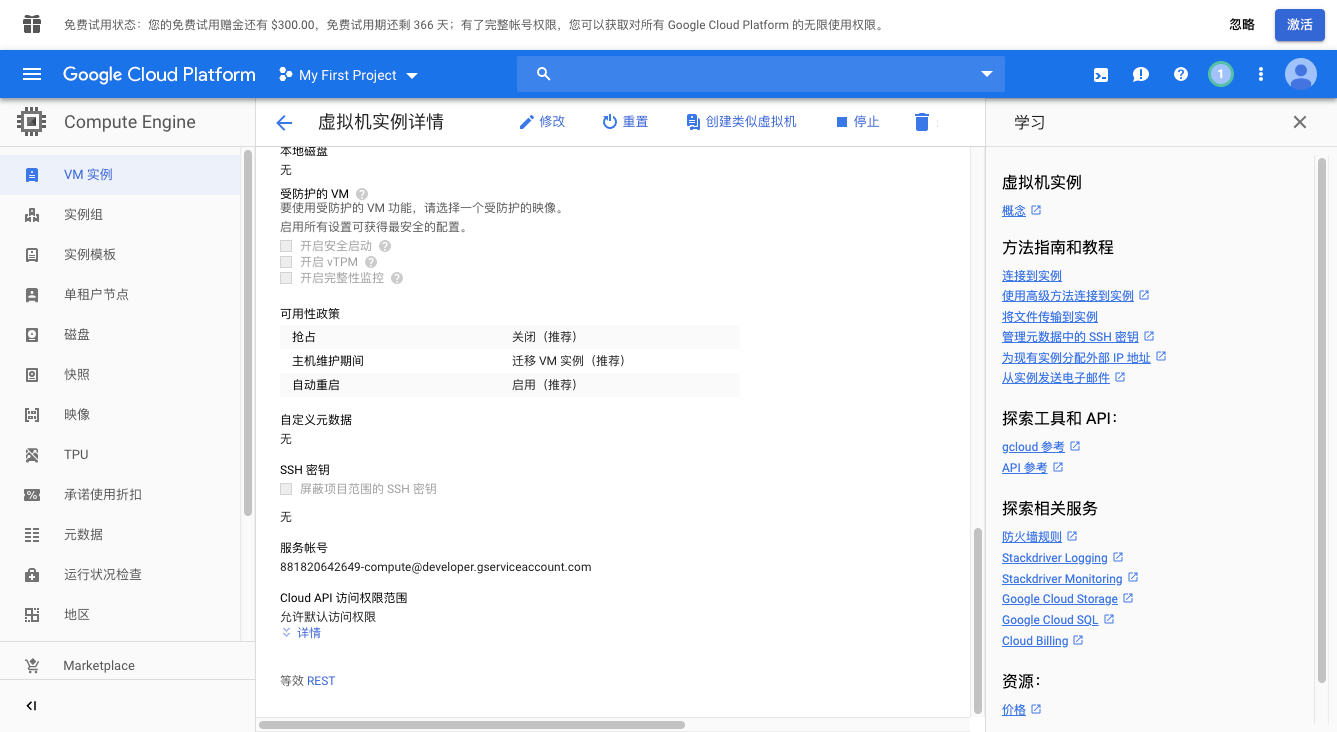 免费试用状态：您的免费试用赠金还有 $300.00，免费试用期还剩 366 天；有了完整帐号权限，您可以获取对所有 Google Cloud Platform 的无限使用权限。
忽略
激活
Google Cloud Platform
My First Project
1
Compute Engine
虚拟机实例详情
修改
重置
创建类似虚拟机
停止
学习
VM 实例
实例组
实例模板
单租户节点
磁盘
快照
映像
TPU
承诺使用折扣
元数据
运行状况检查
地区
Marketplace
本地磁盘
无
受防护的 VM
要使用受防护的 VM 功能，请选择一个受防护的映像。
启用所有设置可获得最安全的配置。
开启安全启动
开启 vTPM
开启完整性监控
可用性政策
抢占 关闭（推荐）
主机维护期间 迁移 VM 实例（推荐）
自动重启 启用（推荐）
自定义元数据
无
SSH 密钥
屏蔽项目范围的 SSH 密钥
无
服务帐号
881820642649-compute@developer.gserviceaccount.com
Cloud API 访问权限范围
允许默认访问权限
详情
等效 REST
虚拟机实例
概念
方法指南和教程
连接到实例
使用高级方法连接到实例
将文件传输到实例
管理元数据中的 SSH 密钥
为现有实例分配外部 IP 地址
从实例发送电子邮件
探索工具和 API：
gcloud 参考
API 参考
探索相关服务
防火墙规则
Stackdriver Logging
Stackdriver Monitoring
Google Cloud Storage
Google Cloud SQL
Cloud Billing
资源：
价格